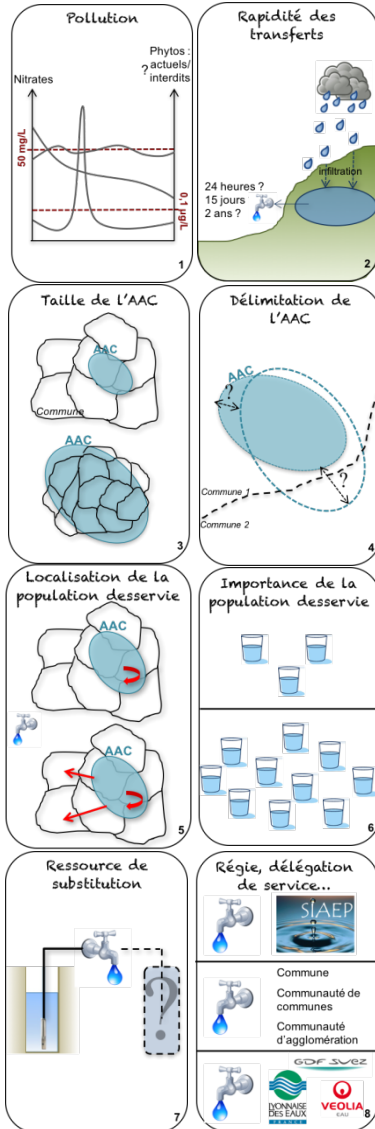 Pollution
Nitrates
Phytos :
? actuels/
interdits
50 mg/L
0,1 µg/L
1
Rapidité des
transferts
infiltration
24 heures ?
15 jours
2 ans ?
2
Taille de l'AAC
AAC
Commune
AAC
3
Délimitation de
l'AAC
AAC
?
?
Commune 1
Commune 2
4
Localisation de la
population desservie
AAC
AAC
5
Importance de la
population desservie
6
Ressource de
substitution
?
7
Régie, délégation
de service...
SIAEP
Commune
Communauté de
communes
Communauté
d'agglomération
GDF SUEZ
LYONNAISE
DES EAUX
FRANCE
VEOLIA
EAU
8